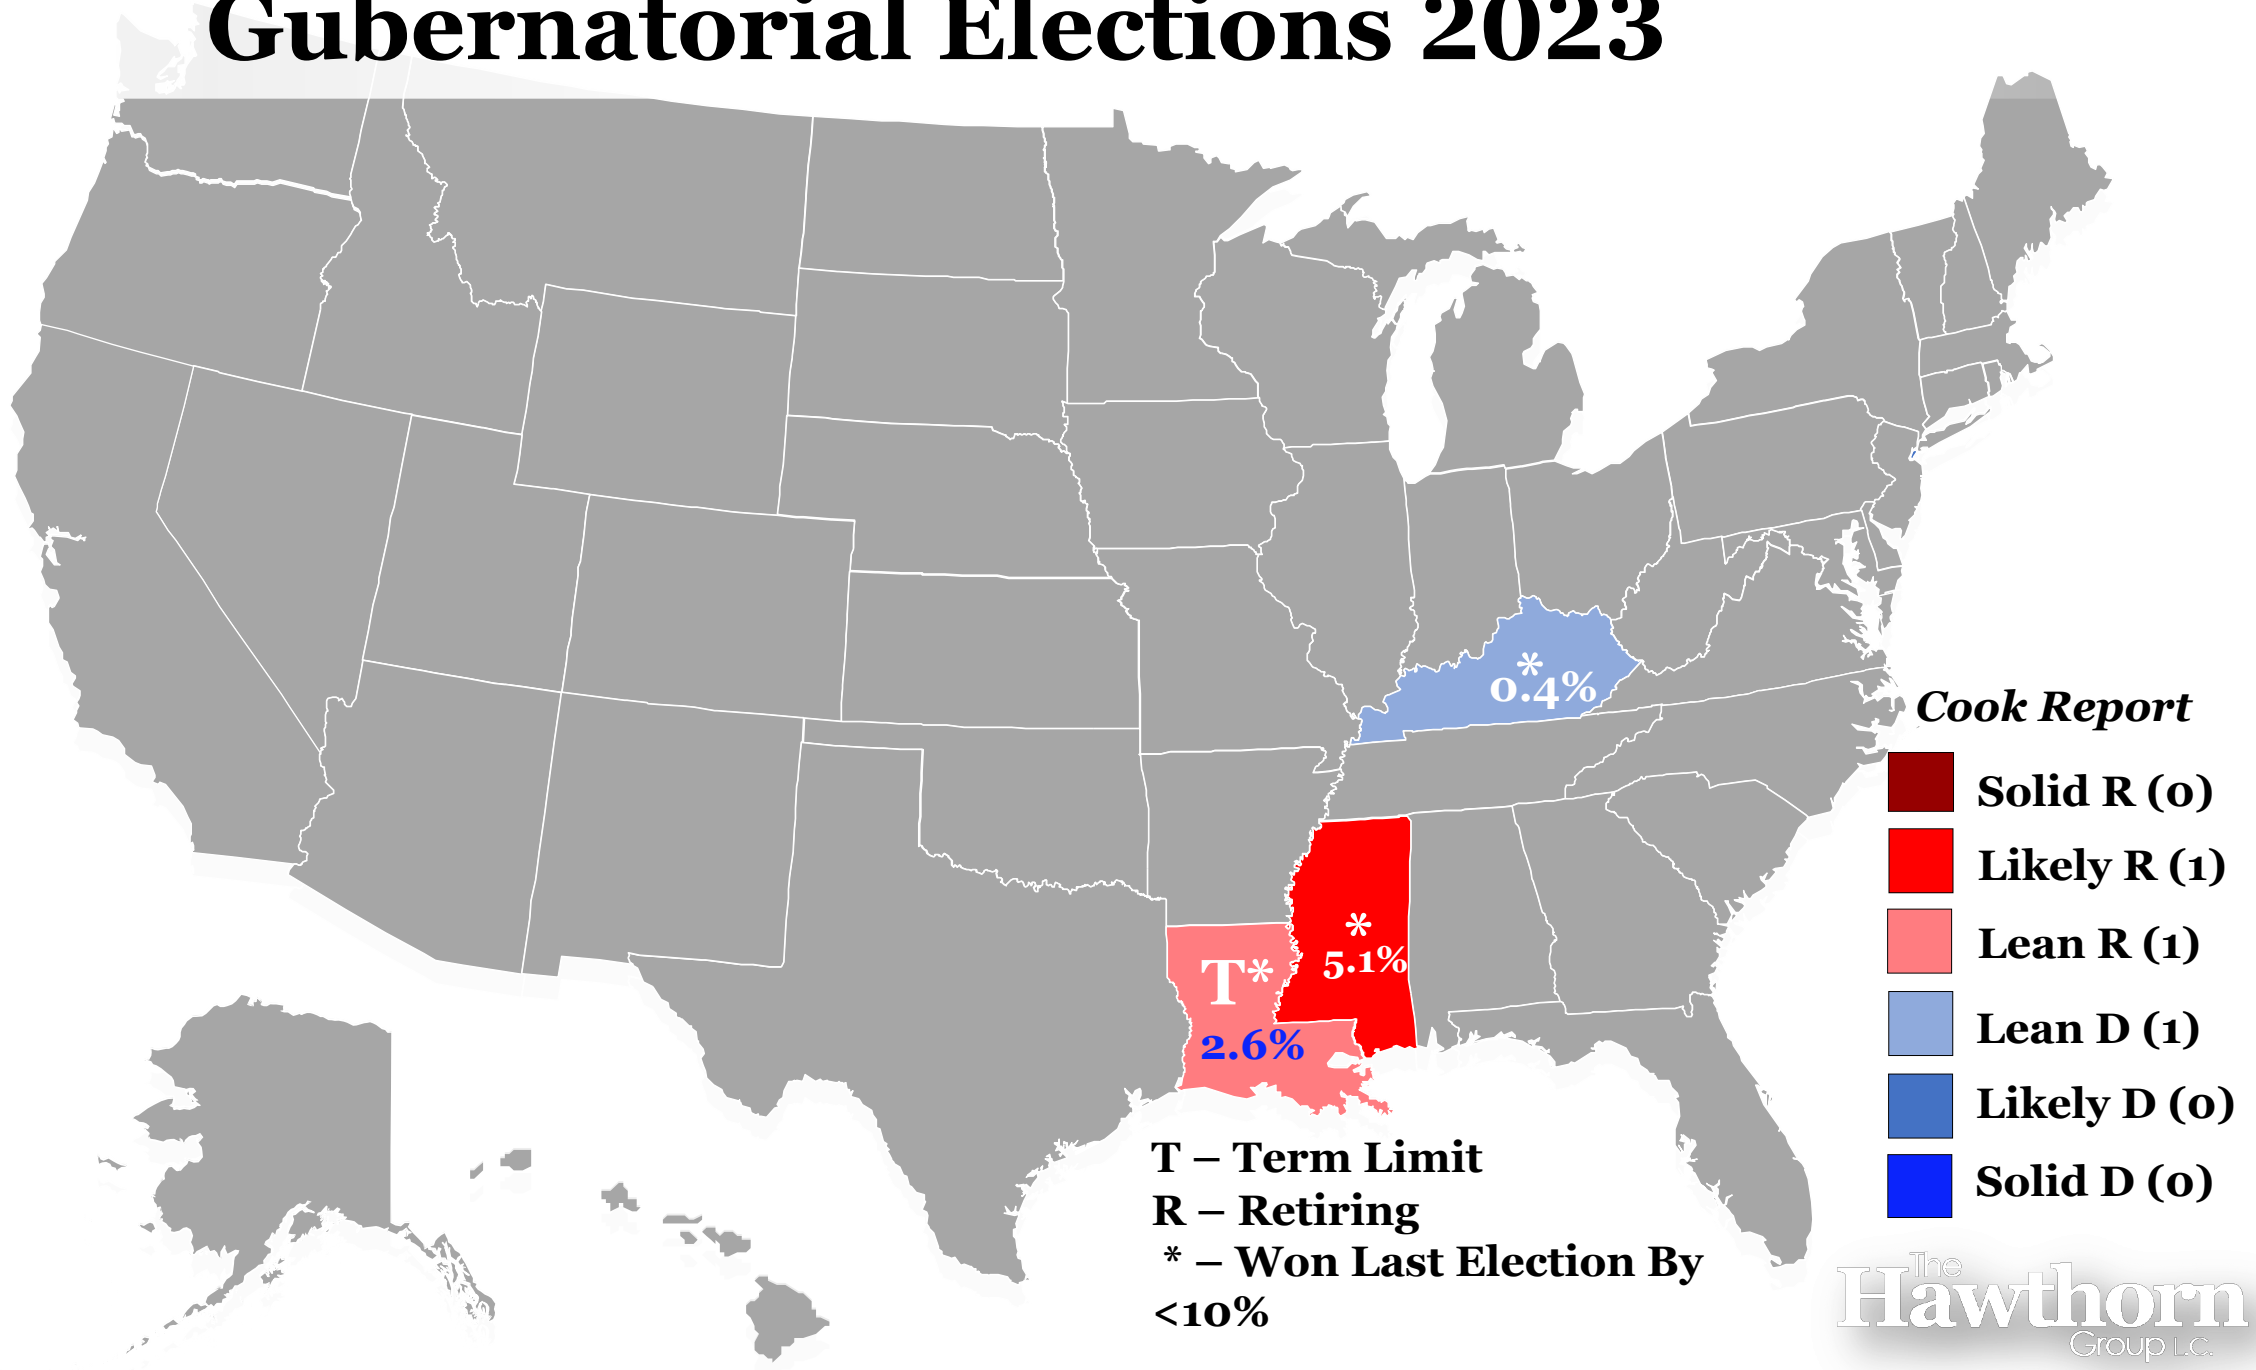 Gubernatorial Elections 2023
*
0.4%
Cook Report
Solid R (0)
Likely R (1)
*
5.1%
Lean R (1)
T*
2.6%
Lean D (1)
Likely D (0)
Solid D (0)
T – Term Limit
R – Retiring
* – Won Last Election By
<10%
The
Hawthorn
Group L.C.